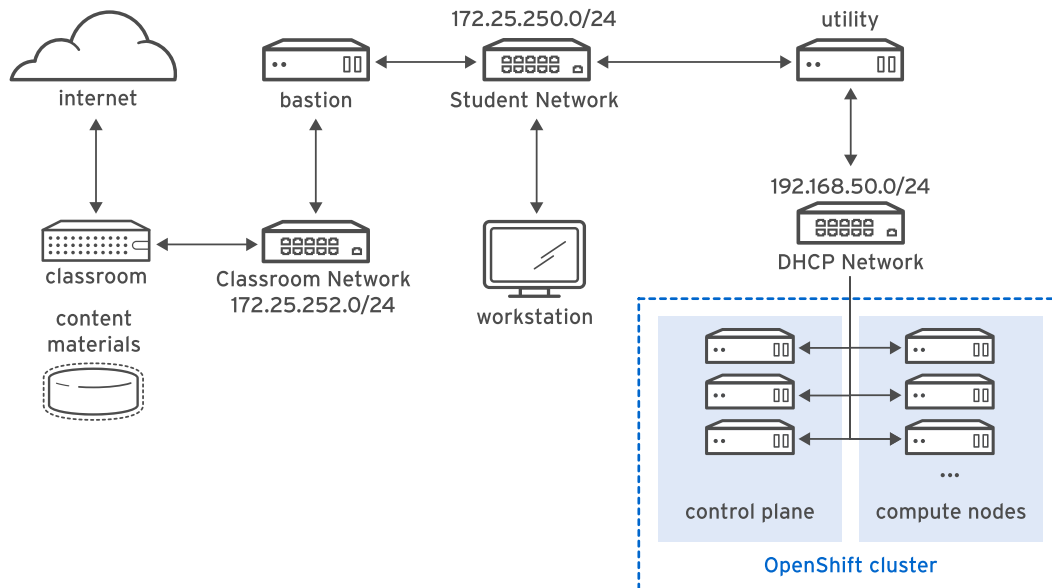 172.25.250.0/24
utility
internet
bastion
Student Network
192.168.50.0/24
DHCP Network
classroom
Classroom Network
172.25.252.0/24
workstation
content
materials
...
control plane
compute nodes
OpenShift cluster